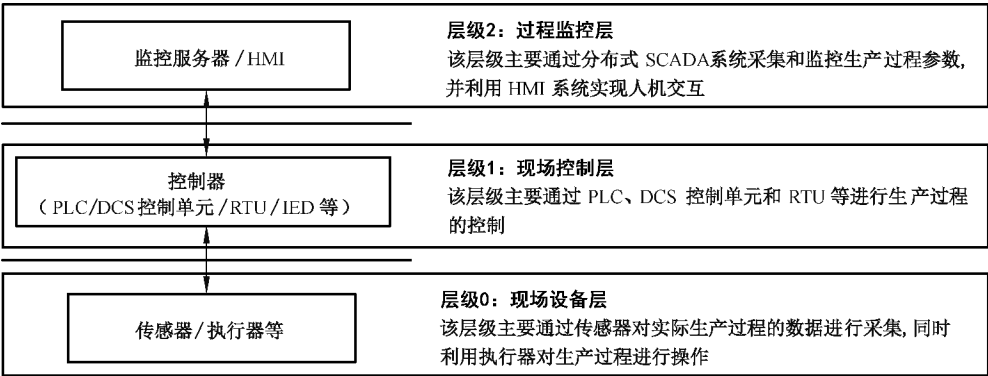 监控服务器/HMI
层级2：过程监控层
该层级主要通过分布式 SCADA系统采集和监控生产过程参数,
并利用 HMI 系统实现人机交互
控制器
（PLC/DCS控制单元/RTU/IED 等）
层级1：现场控制层
该层级主要通过 PLC、DCS 控制单元和 RTU 等进行生产过程
的控制
传感器/执行器等
层级0：现场设备层
该层级主要通过传感器对实际生产过程的数据进行采集, 同时
利用执行器对生产过程进行操作